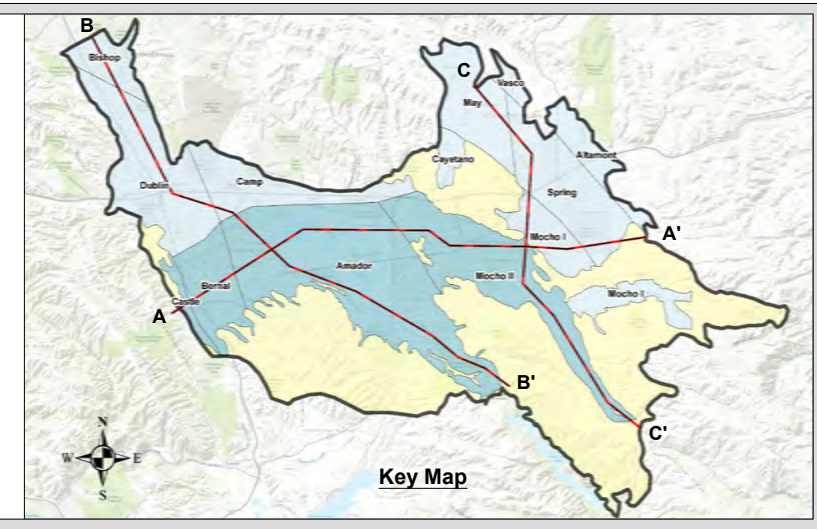 B
Bishop
C
Vasco
May
Altamont
Cayetano
Dublin
Camp
Spring
A'
Mocho I
Amador
Mocho II
Bernal
Mocho I
Castle
A
B'
C'
N
W E
S
Key Map